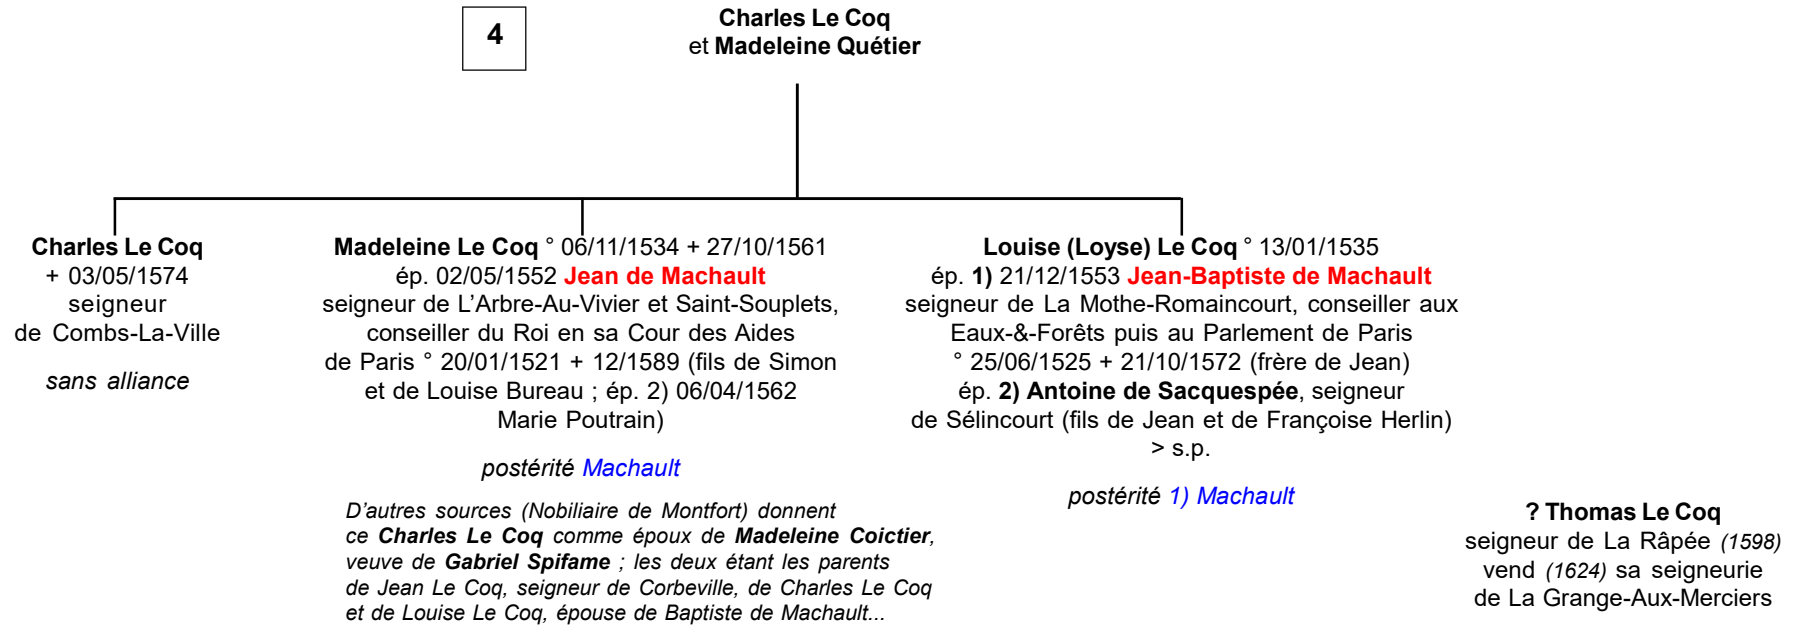 4
Charles Le Coq
et Madeleine Quétier
Charles Le Coq
+ 03/05/1574
seigneur
de Combs-La-Ville
sans alliance
Madeleine Le Coq ° 06/11/1534 + 27/10/1561
ép. 02/05/1552 Jean de Machault
seigneur de L'Arbre-Au-Vivier et Saint-Souplets,
conseiller du Roi en sa Cour des Aides
de Paris ° 20/01/1521 + 12/1589 (fils de Simon
et de Louise Bureau ; ép. 2) 06/04/1562
Marie Poutrain)
postérité Machault
D'autres sources (Nobiliaire de Montfort) donnent
ce Charles Le Coq comme époux de Madeleine Coictier,
veuve de Gabriel Spifame ; les deux étant les parents
de Jean Le Coq, seigneur de Corbeville, de Charles Le Coq
et de Louise Le Coq, épouse de Baptiste de Machault...
Louise (Loyse) Le Coq ° 13/01/1535
ép. 1) 21/12/1553 Jean-Baptiste de Machault
seigneur de La Mothe-Romaincourt, conseiller aux
Eaux-&-Forêts puis au Parlement de Paris
° 25/06/1525 + 21/10/1572 (frère de Jean)
ép. 2) Antoine de Sacquespée, seigneur
de Sélincourt (fils de Jean et de Françoise Herlin)
> s.p.
postérité 1) Machault
? Thomas Le Coq
seigneur de La Râpée (1598)
vend (1624) sa seigneurie
de La Grange-Aux-Merciers